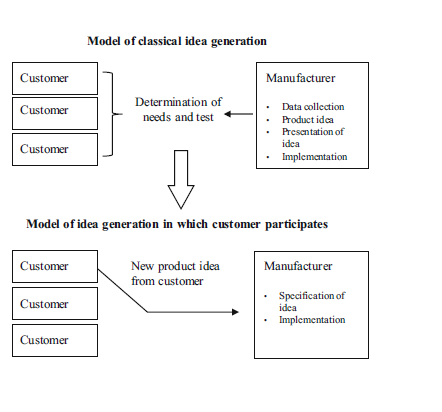 Model of classical idea generation
Customer
Customer
Customer
Determination of
needs and test
Manufacturer
• Data collection
• Product idea
• Presentation of
idea
• Implementation
Model of idea generation in which customer participates
Customer
Customer
Customer
New product idea
from customer
Manufacturer
• Specification of
idea
• Implementation